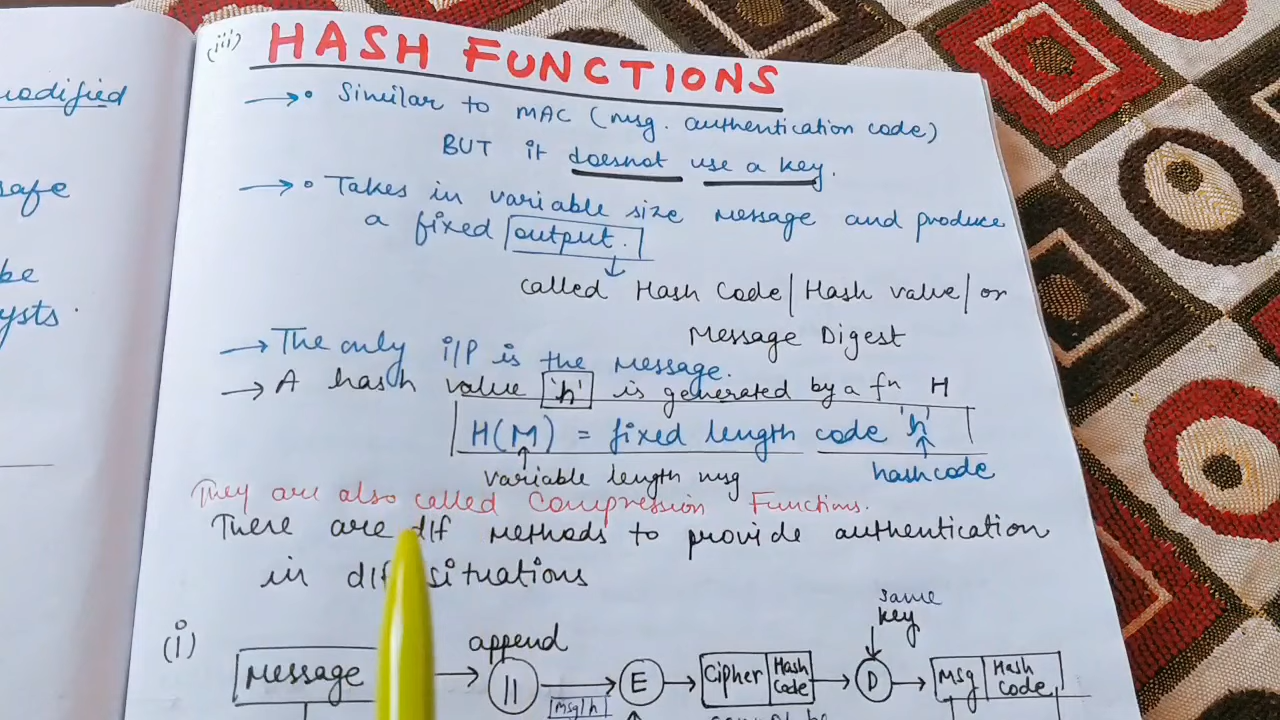 odified
safe
be
ysts.
(iii) HASH FUNCTIONS
→• Similar to MAC (msg. authentication code)
BUT it doesnot use a key.
→• Takes in variable size message and produce
a fixed output.
called Hash Code/Hash value/or
Message Digest
→ The only i/P is the message.
→ A hash value 'h' is generated by a fn H
H(M) = fixed length code 'h'
variable length msg
hashcode
They are also called Compression Functions.
There are dif methods to provide authentication
in dif situations
(i)
append
same
key
Message → || → E → Cipher Hash Code → D → Msg Hash Code
msg|h